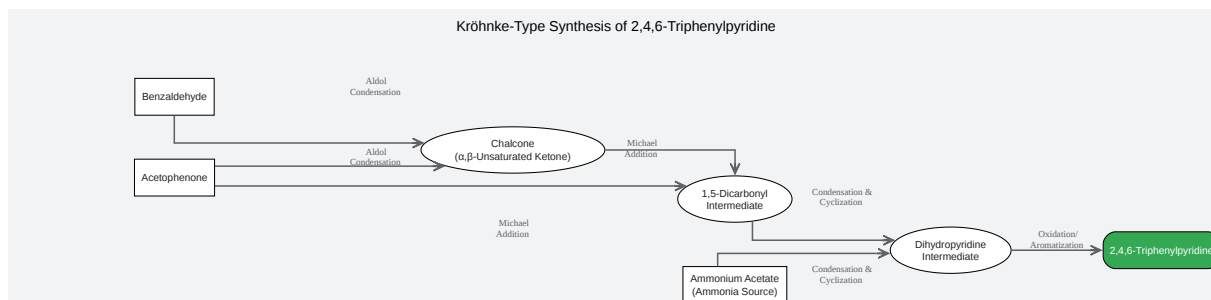 Kröhnke-Type Synthesis of 2,4,6-Triphenylpyridine
Aldol
Condensation
Benzaldehyde
Chalcone
(α,β-Unsaturated Ketone)
Michael
Addition
Aldol
Condensation
Acetophenone
1,5-Dicarbonyl
Intermediate
Condensation &
Cyclization
Michael
Addition
Dihydropyridine
Intermediate
Oxidation/
Aromatization
2,4,6-Triphenylpyridine
Ammonium Acetate
(Ammonia Source)
Condensation &
Cyclization